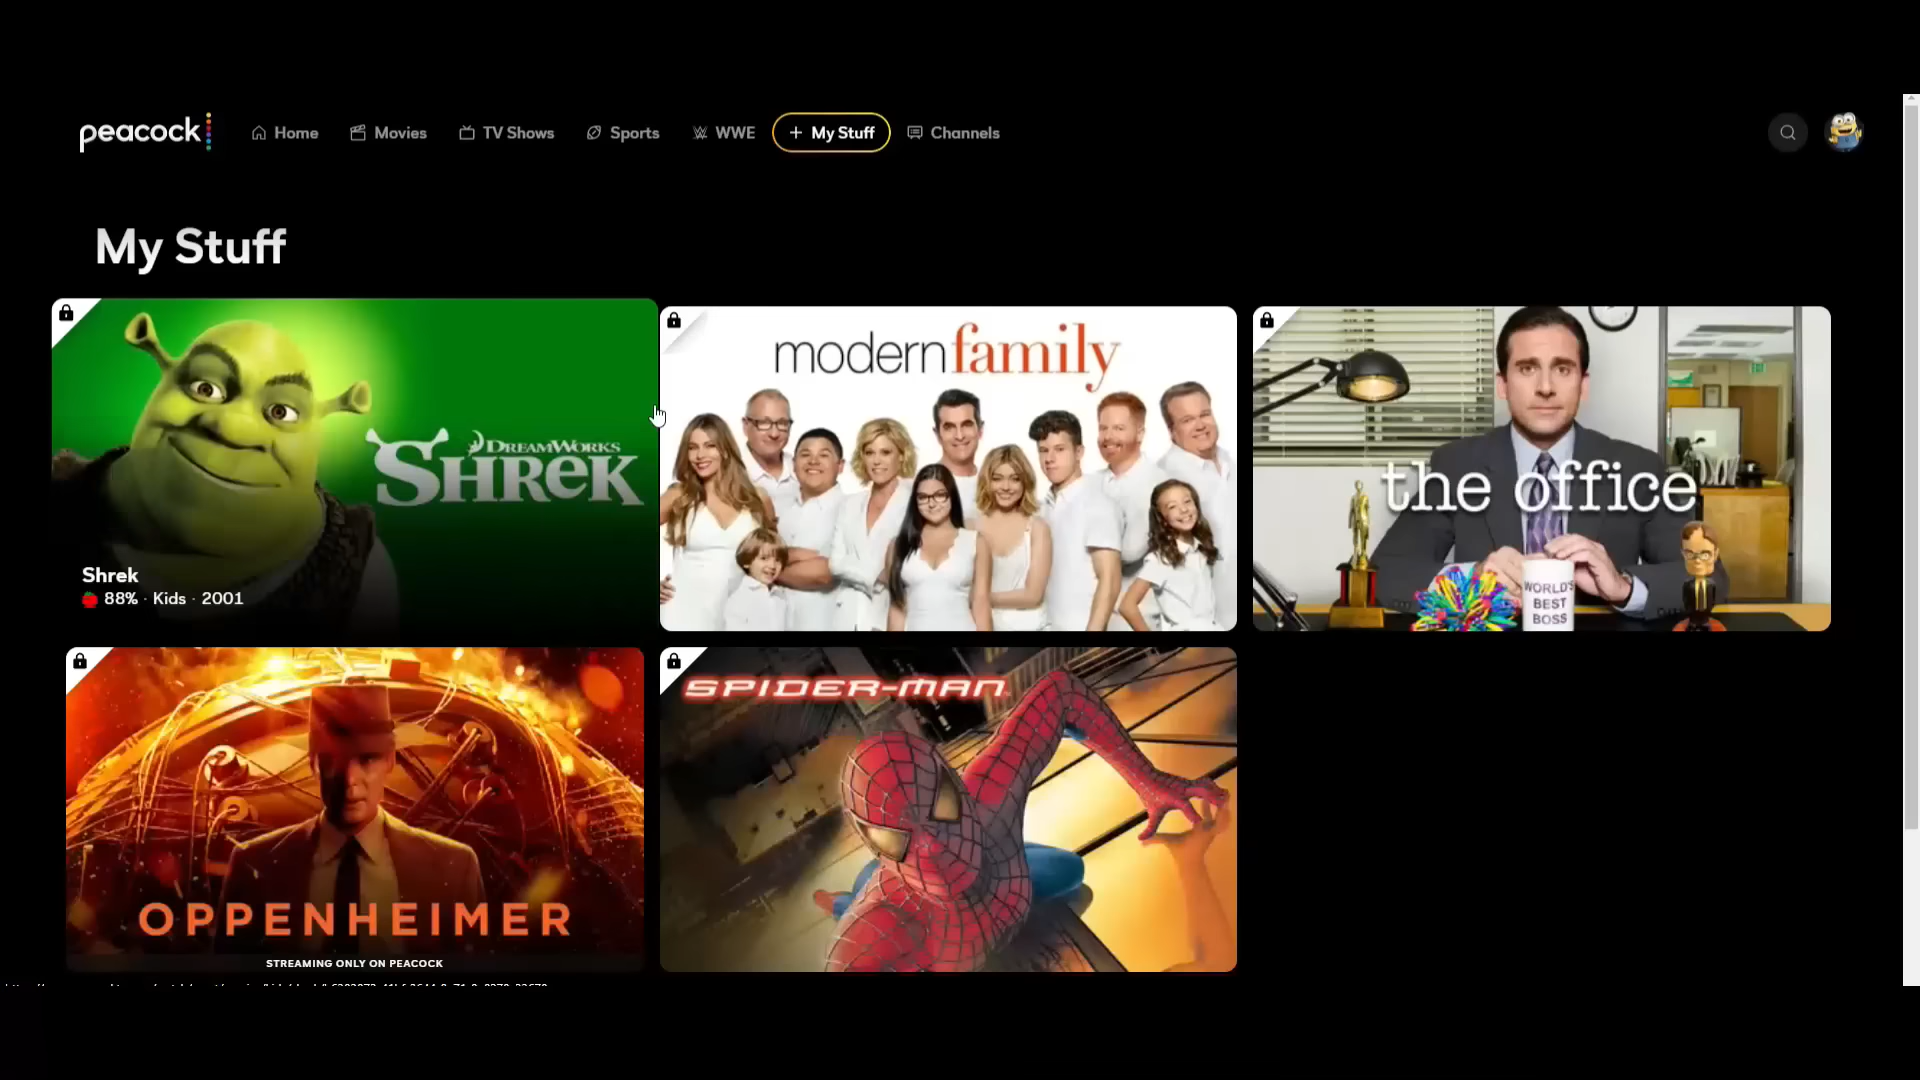 peacock
Home
Movies
TV Shows
Sports
WWE
My Stuff
Channels
My Stuff
DREAMWORKS
SHREK
Shrek
88% · Kids · 2001
modern family
the office
WORLD'S
BEST
BOSS
OPPENHEIMER
STREAMING ONLY ON PEACOCK
SPIDER-MAN